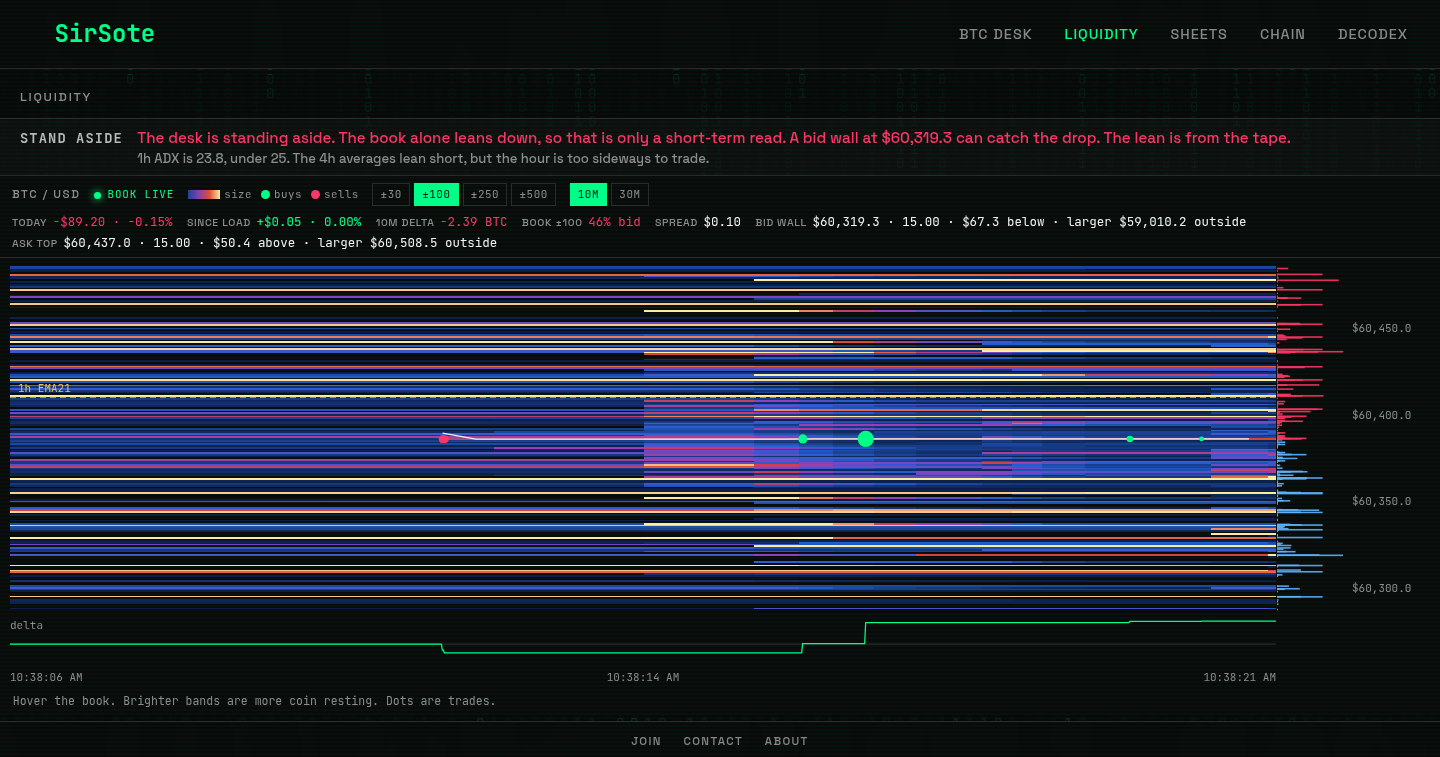 SirSote
BTC DESK LIQUIDITY SHEETS CHAIN DECODEX
LIQUIDITY
STAND ASIDE The desk is standing aside. The book alone leans down, so that is only a short-term read. A bid wall at $60,319.3 can catch the drop. The lean is from the tape.
1h ADX is 23.8, under 25. The 4h averages lean short, but the hour is too sideways to trade.
BTC / USD BOOK LIVE size buys sells ±30 ±100 ±250 ±500 10M 30M
TODAY -$89.20 · -0.15% SINCE LOAD +$0.05 · 0.00% 10M DELTA -2.39 BTC BOOK ±100 46% bid SPREAD $0.10 BID WALL $60,319.3 · 15.00 · $67.3 below · larger $59,010.2 outside
ASK TOP $60,437.0 · 15.00 · $50.4 above · larger $60,508.5 outside
$60,450.0
1h EMA21
$60,400.0
$60,350.0
$60,300.0
delta
10:38:06 AM 10:38:14 AM 10:38:21 AM
Hover the book. Brighter bands are more coin resting. Dots are trades.
JOIN CONTACT ABOUT